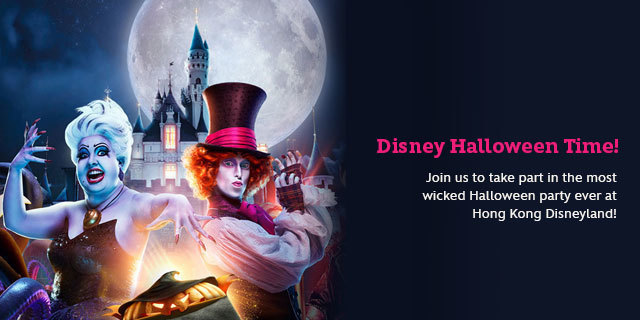 Disney Halloween Time!
Join us to take part in the most
wicked Halloween party ever at
Hong Kong Disneyland!